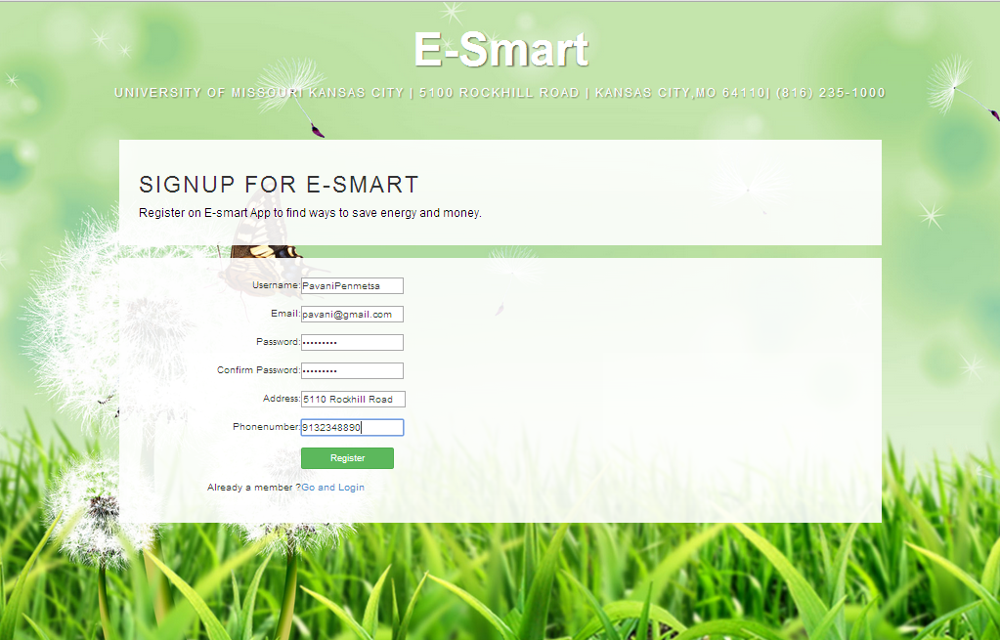 E-Smart
UNIVERSITY OF MISSOURI KANSAS CITY | 5100 ROCKHILL ROAD | KANSAS CITY,MO 64110| (816) 235-1000
SIGNUP FOR E-SMART
Register on E-smart App to find ways to save energy and money.
Username: PavaniPenmetsa
Email: pavani@gmail.com
Password: •••••••••
Confirm Password: •••••••••
Address: 5110 Rockhill Road
Phonenumber: 9132348890
Register
Already a member ?Go and Login